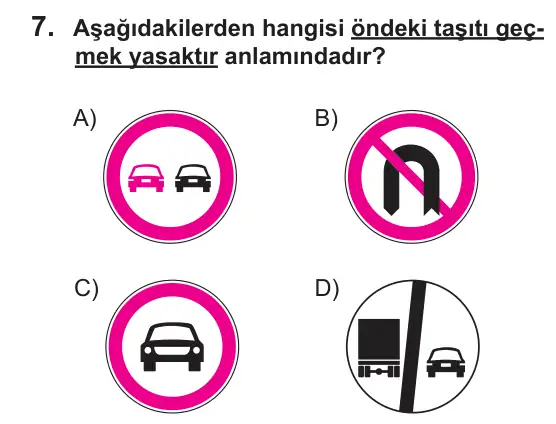 7. Aşağıdakilerden hangisi öndeki taşıtı geç-
mek yasaktır anlamındadır?
A)
B)
C)
D)